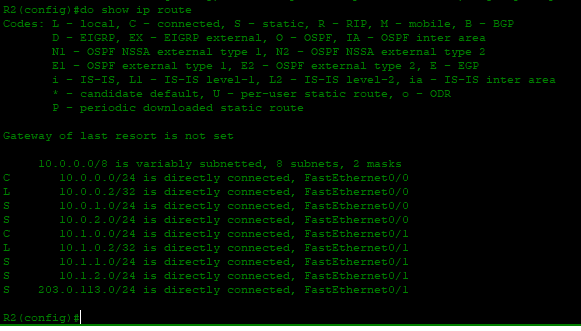 R2(config)#do show ip route
Codes: L - local, C - connected, S - static, R - RIP, M - mobile, B - BGP
D - EIGRP, EX - EIGRP external, O - OSPF, IA - OSPF inter area
N1 - OSPF NSSA external type 1, N2 - OSPF NSSA external type 2
E1 - OSPF external type 1, E2 - OSPF external type 2, E - EGP
i - IS-IS, L1 - IS-IS level-1, L2 - IS-IS level-2, ia - IS-IS inter area
* - candidate default, U - per-user static route, o - ODR
P - periodic downloaded static route
Gateway of last resort is not set
10.0.0.0/8 is variably subnetted, 8 subnets, 2 masks
C 10.0.0.0/24 is directly connected, FastEthernet0/0
L 10.0.0.2/32 is directly connected, FastEthernet0/0
S 10.0.1.0/24 is directly connected, FastEthernet0/0
S 10.0.2.0/24 is directly connected, FastEthernet0/0
C 10.1.0.0/24 is directly connected, FastEthernet0/1
L 10.1.0.2/32 is directly connected, FastEthernet0/1
S 10.1.1.0/24 is directly connected, FastEthernet0/1
S 10.1.2.0/24 is directly connected, FastEthernet0/1
S 203.0.113.0/24 is directly connected, FastEthernet0/1
R2(config)#